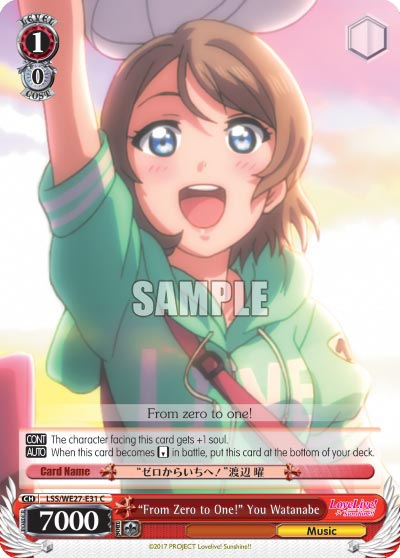 LEVEL
1
0
COST
SAMPLE
LOVE
From zero to one!
CONT The character facing this card gets +1 soul.
AUTO When this card becomes in battle, put this card at the bottom of your deck.
Card Name "ゼロからいちへ！"渡辺 曜
CH LSS/WE27-E31 C
POWER 7000 "From Zero to One!" You Watanabe LoveLive! Sunshine!!
Music
©2017 PROJECT Lovelive! Sunshine!!